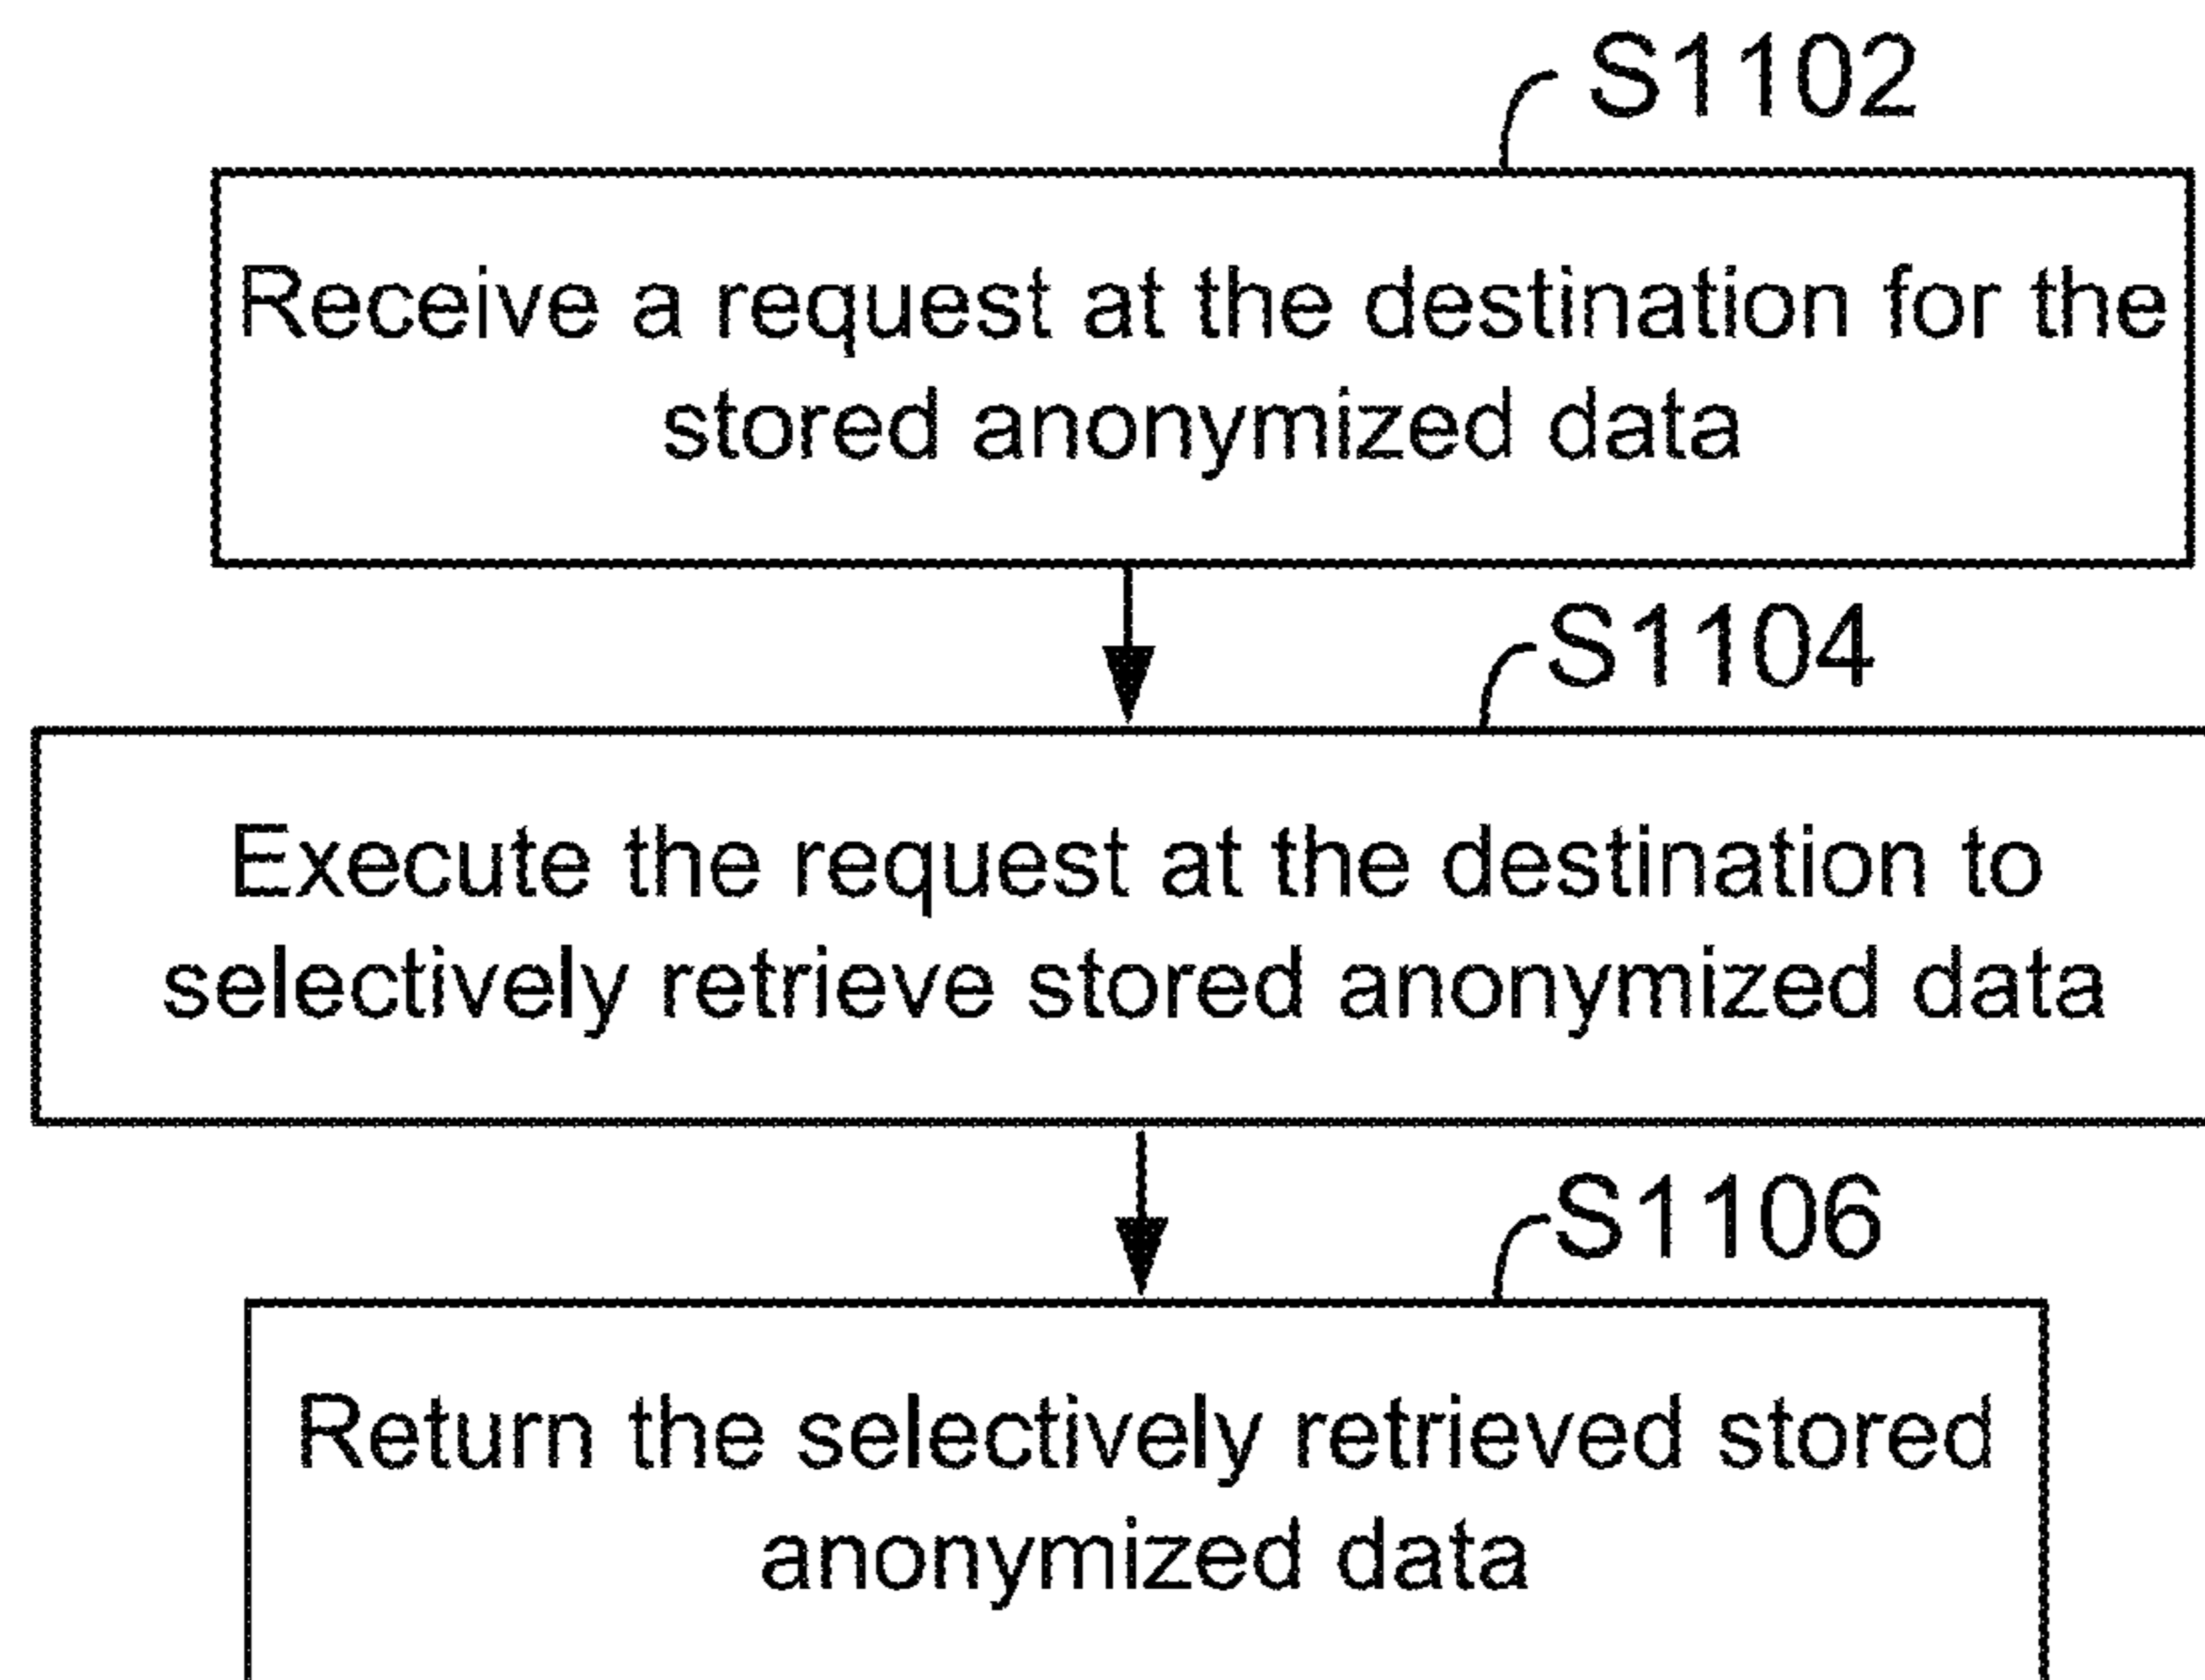 S1102
Receive a request at the destination for the
stored anonymized data
S1104
Execute the request at the destination to
selectively retrieve stored anonymized data
S1106
Return the selectively retrieved stored
anonymized data